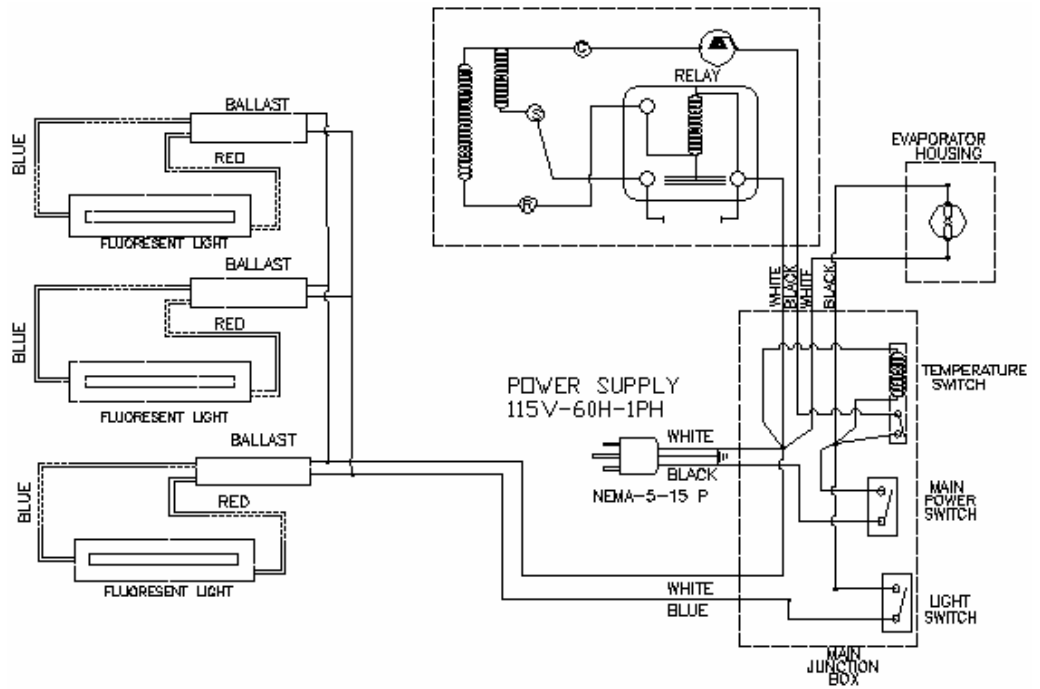 BALLAST
BLUE
RED
FLUORESENT LIGHT
BALLAST
BLUE
RED
FLUORESENT LIGHT
BALLAST
BLUE
RED
FLUORESENT LIGHT
C
S
R
RELAY
EVAPORATOR
HOUSING
WHITE
BLACK
WHITE
BLACK
TEMPERATURE
SWITCH
POWER SUPPLY
115V-60H-1PH
WHITE
BLACK
NEMA-5-15 P
MAIN
POWER
SWITCH
WHITE
BLUE
LIGHT
SWITCH
MAIN
JUNCTION
BOX